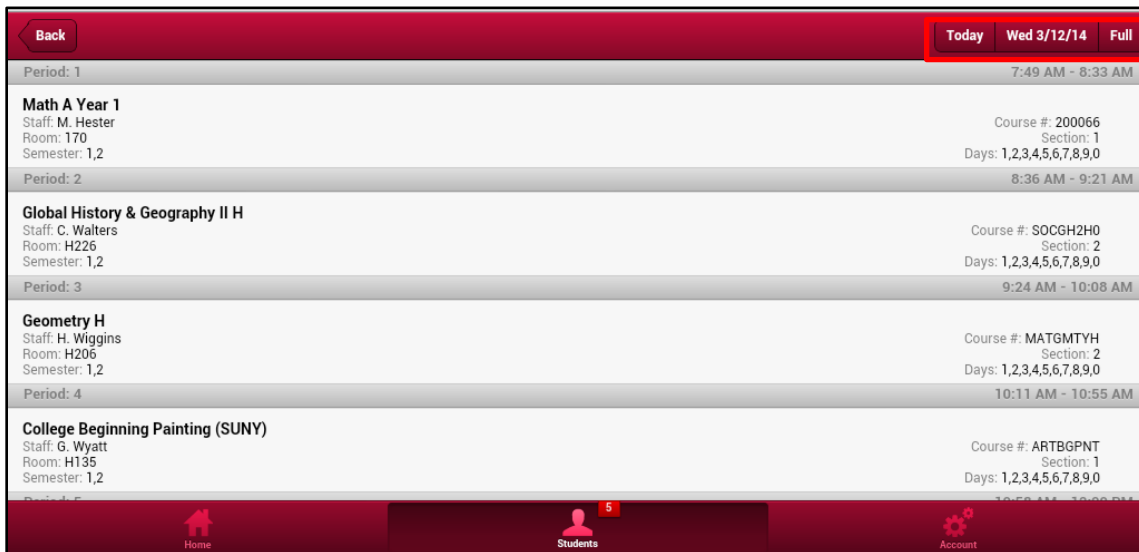 Back
Today Wed 3/12/14 Full
Period: 1 7:49 AM - 8:33 AM
Math A Year 1
Staff: M. Hester Course #: 200066
Room: 170 Section: 1
Semester: 1,2 Days: 1,2,3,4,5,6,7,8,9,0
Period: 2 8:36 AM - 9:21 AM
Global History & Geography II H
Staff: C. Walters Course #: SOCGH2H0
Room: H226 Section: 2
Semester: 1,2 Days: 1,2,3,4,5,6,7,8,9,0
Period: 3 9:24 AM - 10:08 AM
Geometry H
Staff: H. Wiggins Course #: MATGMTYH
Room: H206 Section: 2
Semester: 1,2 Days: 1,2,3,4,5,6,7,8,9,0
Period: 4 10:11 AM - 10:55 AM
College Beginning Painting (SUNY)
Staff: G. Wyatt Course #: ARTBGPNT
Room: H135 Section: 1
Semester: 1,2 Days: 1,2,3,4,5,6,7,8,9,0
5
Home Students Account